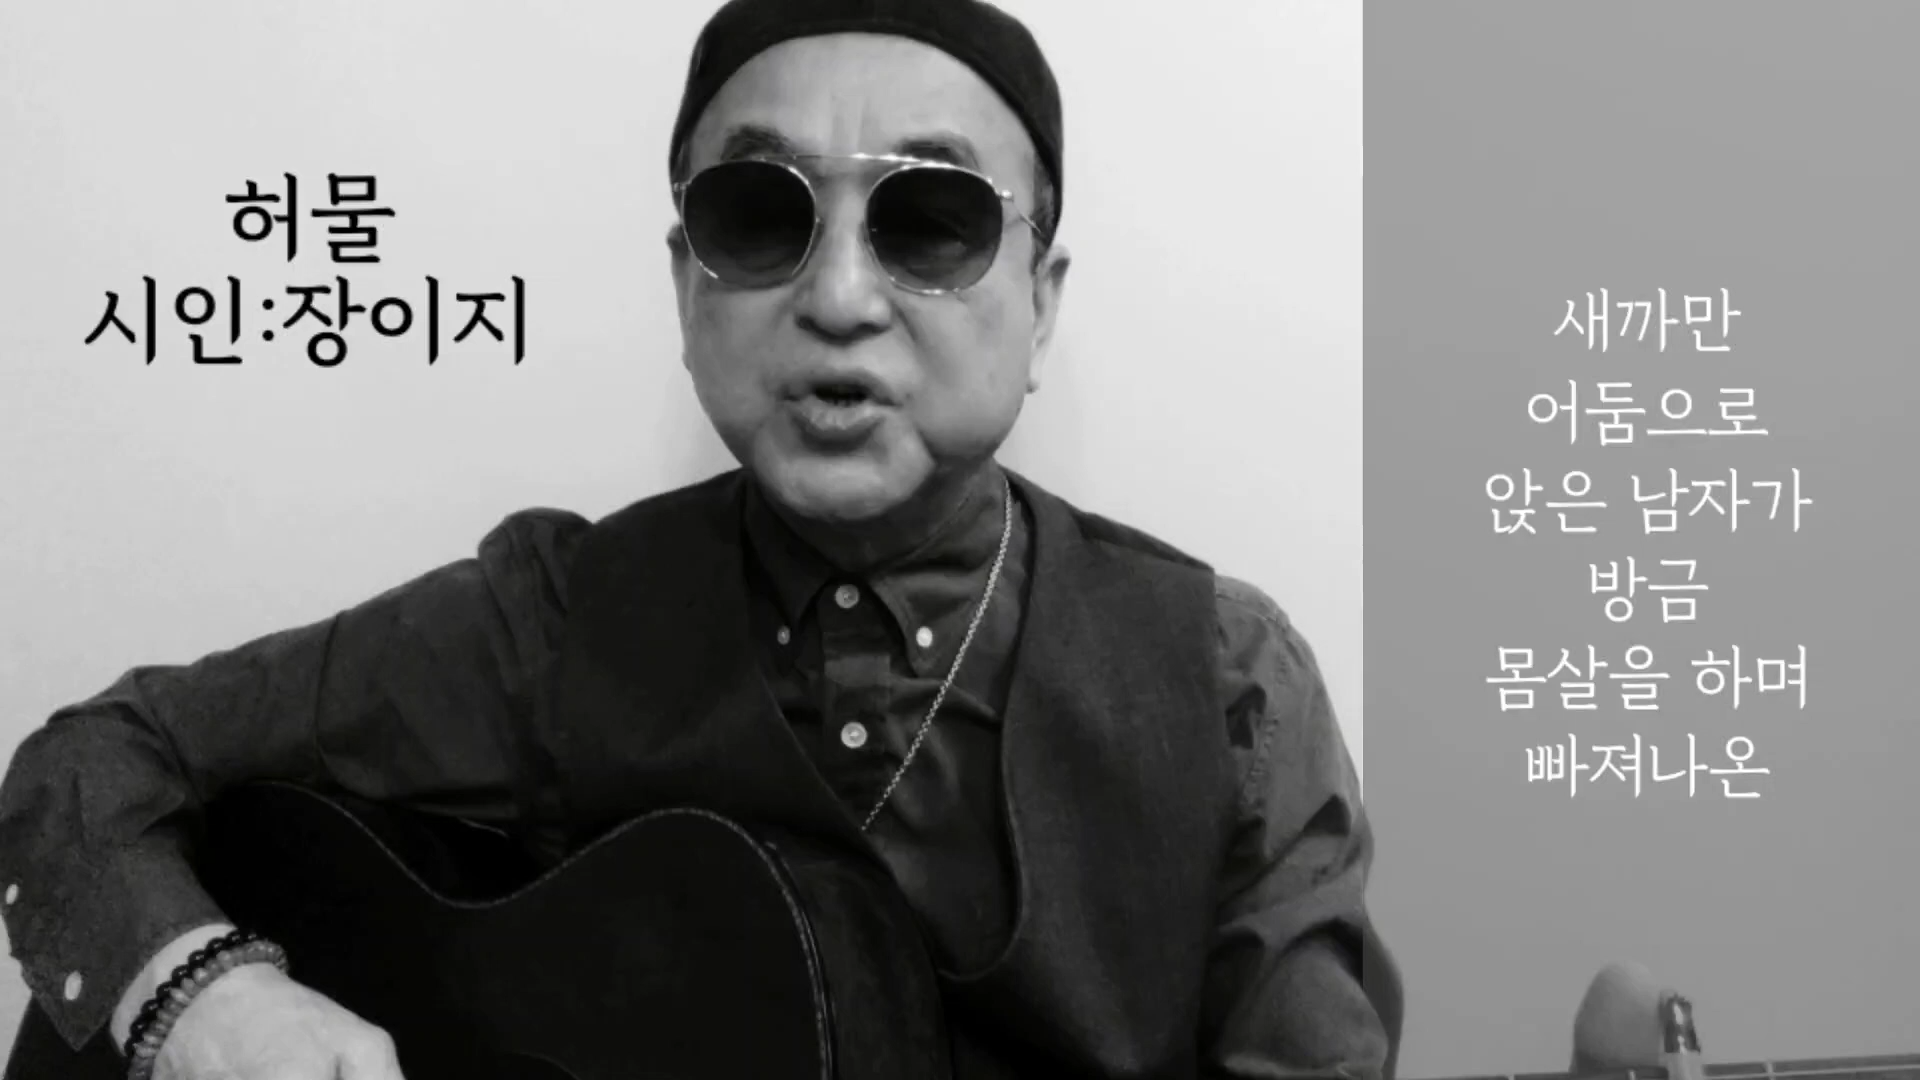 허물
시인:장이지
새까만
어둠으로
앉은 남자가
방금
몸살을 하며
빠져나온